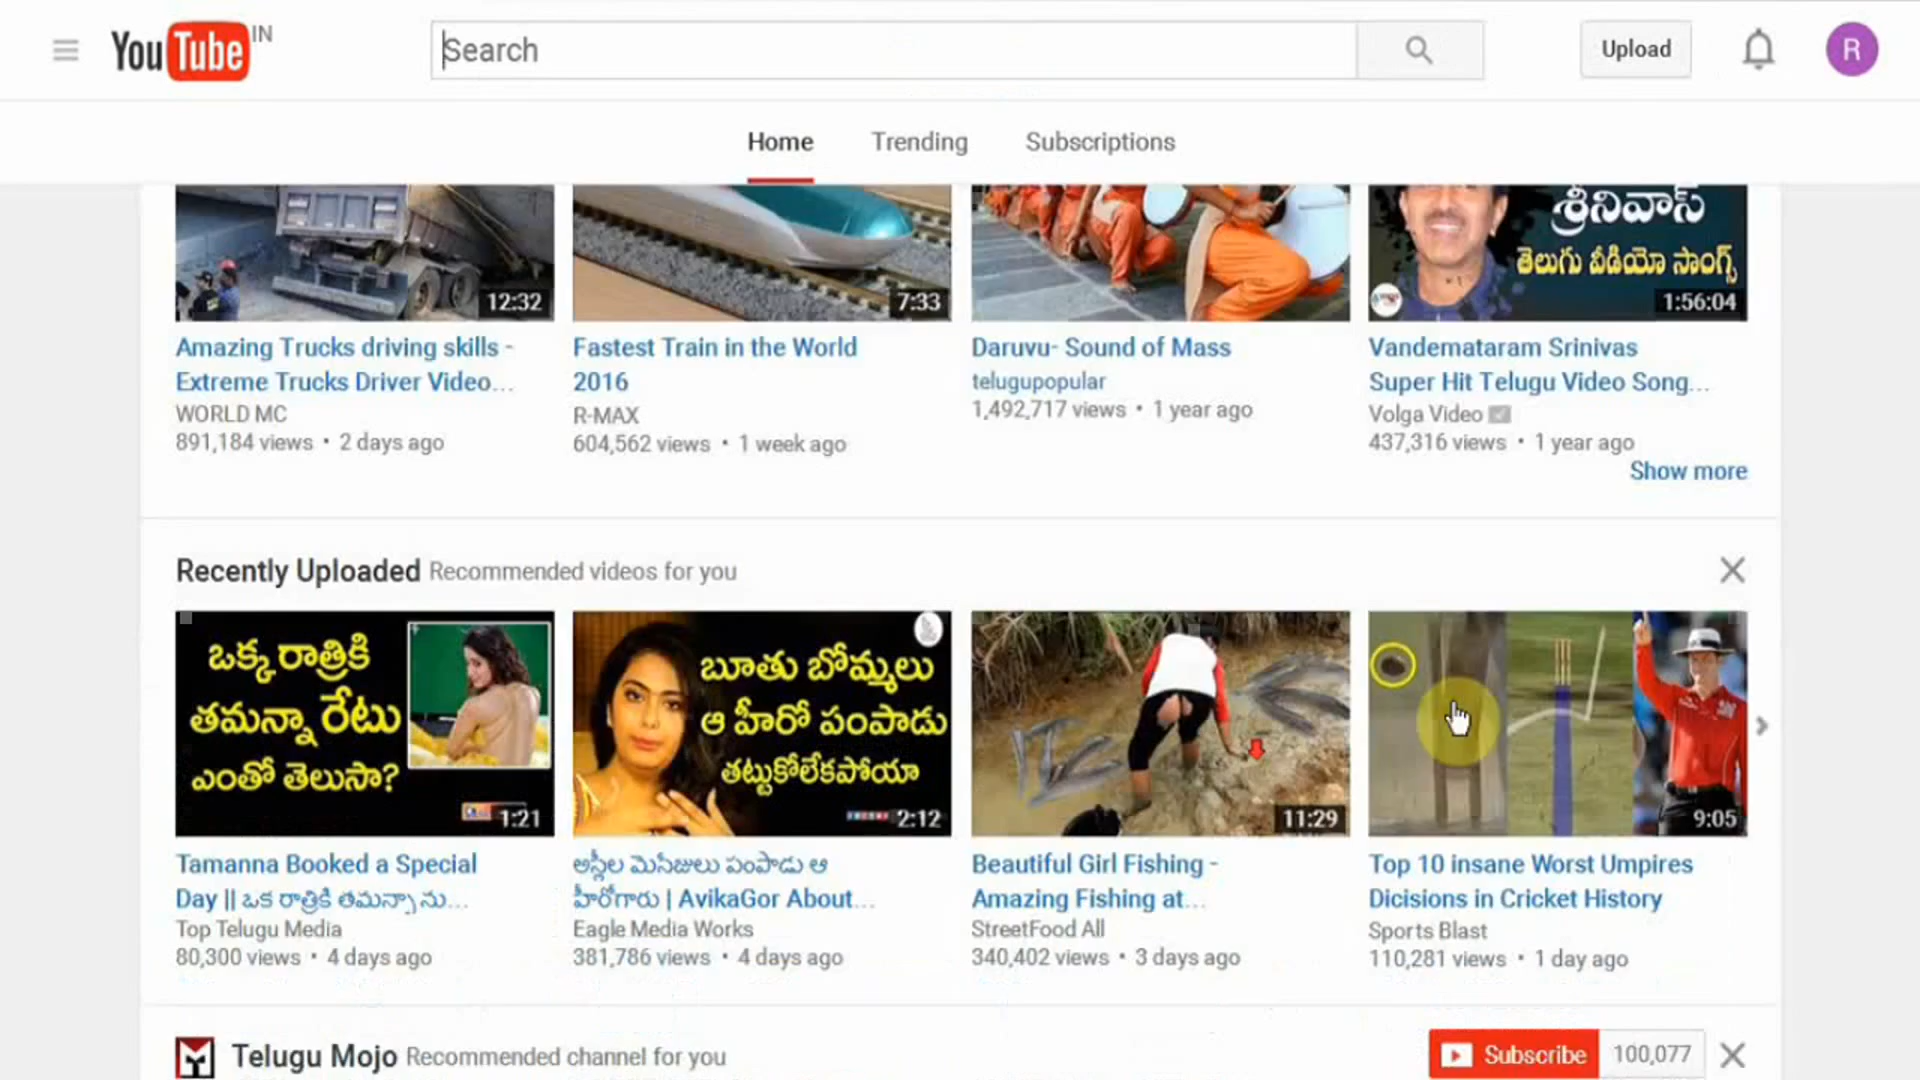 YouTube IN
Search
Upload
R
Home
Trending
Subscriptions
శ్రీనివాస్
తెలుగు వీడియో సాంగ్స్
12:32
7:33
1:56:04
Amazing Trucks driving skills -
Extreme Trucks Driver Video...
WORLD MC
891,184 views • 2 days ago
Fastest Train in the World
2016
R-MAX
604,562 views • 1 week ago
Daruvu- Sound of Mass
telugupopular
1,492,717 views • 1 year ago
Vandemataram Srinivas
Super Hit Telugu Video Song...
Volga Video
437,316 views • 1 year ago
Show more
Recently Uploaded Recommended videos for you
ఒక్క రాత్రికి
తమన్నా రేటు
ఎంతో తెలుసా?
1:21
బూతు బొమ్మలు
ఆ హీరో పంపాడు
తట్టుకోలేకపోయా
2:12
11:29
9:05
Tamanna Booked a Special
Day || ఒక రాత్రికి తమన్నా ను...
Top Telugu Media
80,300 views • 4 days ago
అస్లీల మెసేజులు పంపాడు ఆ
హీరోగారు | AvikaGor About...
Eagle Media Works
381,786 views • 4 days ago
Beautiful Girl Fishing -
Amazing Fishing at...
StreetFood All
340,402 views • 3 days ago
Top 10 insane Worst Umpires
Dicisions in Cricket History
Sports Blast
110,281 views • 1 day ago
Telugu Mojo Recommended channel for you
Subscribe 100,077